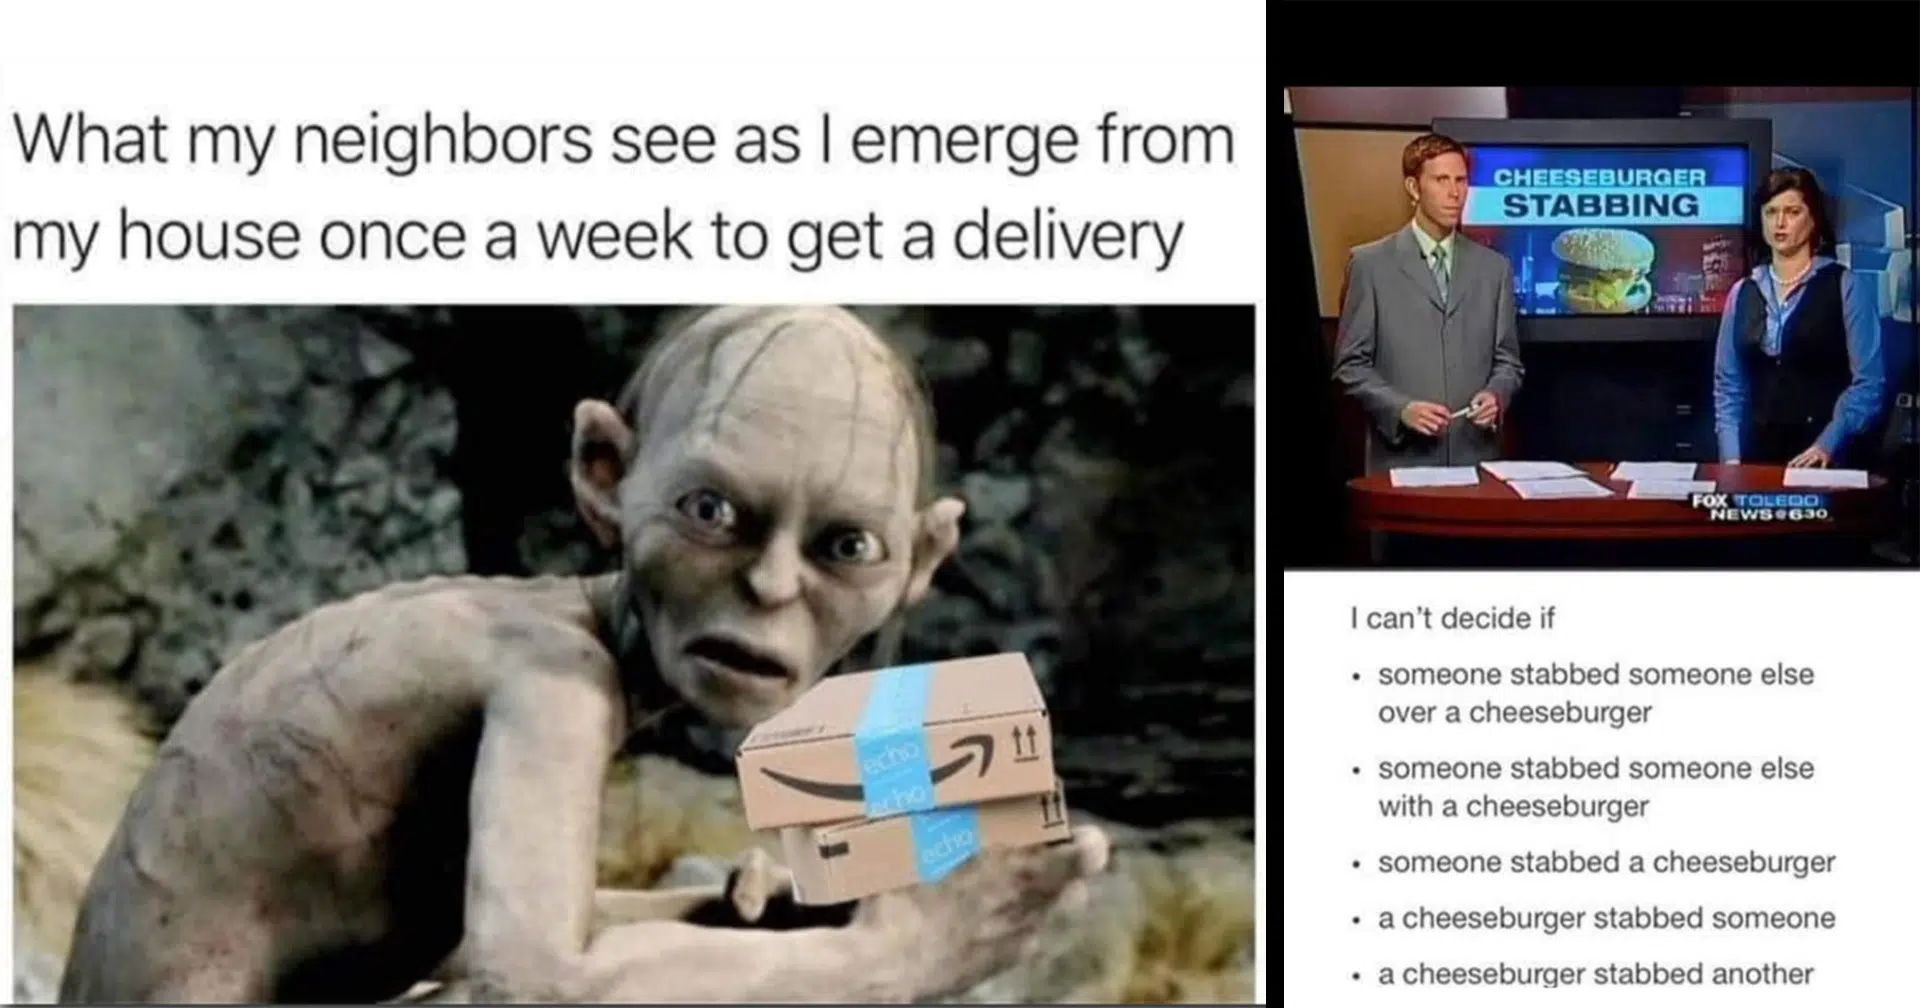 What my neighbors see as I emerge from
my house once a week to get a delivery
echo
echo
echo
CHEESEBURGER
STABBING
FOX TOLEDO
NEWS@630
I can't decide if
• someone stabbed someone else
over a cheeseburger
• someone stabbed someone else
with a cheeseburger
• someone stabbed a cheeseburger
• a cheeseburger stabbed someone
• a cheeseburger stabbed another